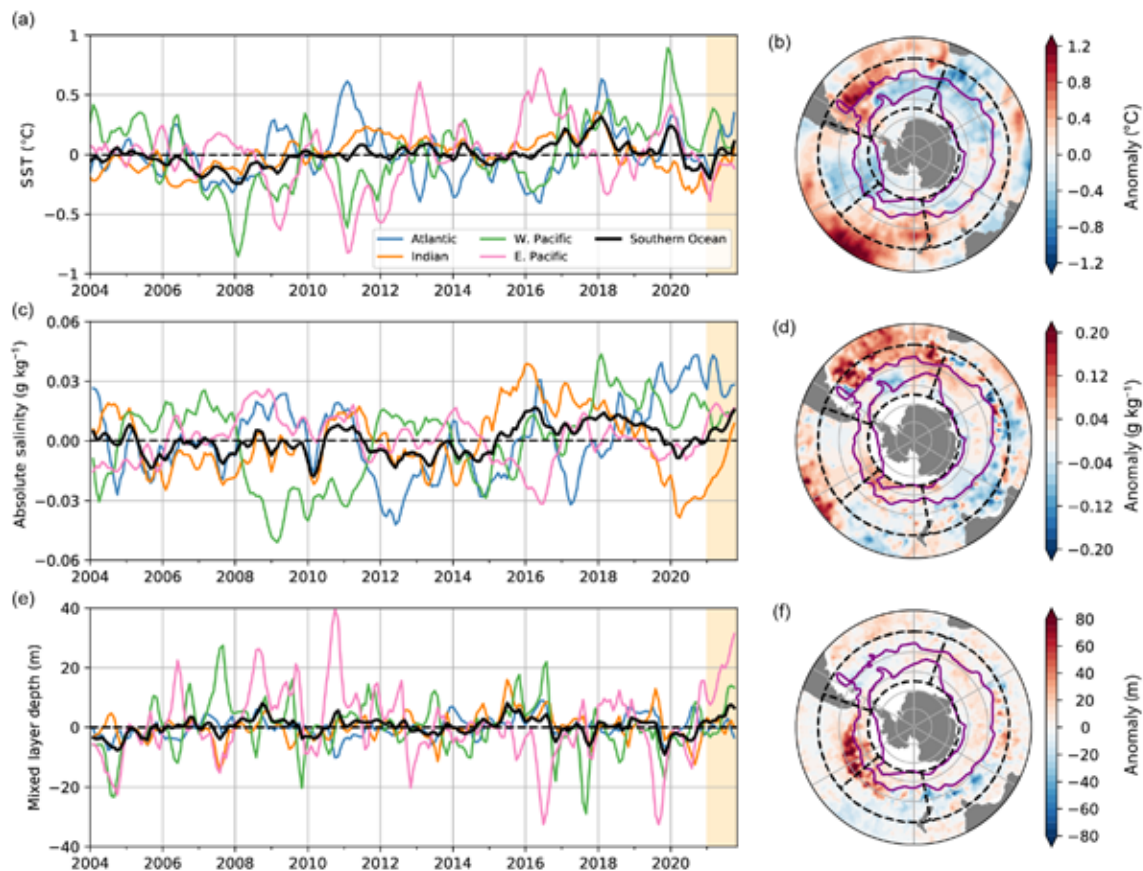 (a)
SST (°C)
1
0.5
0
−0.5
−1
2004 2006 2008 2010 2012 2014 2016 2018 2020
Atlantic
Indian
W. Pacific
E. Pacific
Southern Ocean
(b)
1.2
0.8
0.4
0.0
−0.4
−0.8
−1.2
Anomaly (°C)
(c)
Absolute salinity (g kg⁻¹)
0.06
0.03
0.00
−0.03
−0.06
2004 2006 2008 2010 2012 2014 2016 2018 2020
(d)
0.20
0.12
0.04
−0.04
−0.12
−0.20
Anomaly (g kg⁻¹)
(e)
Mixed layer depth (m)
40
20
0
−20
−40
2004 2006 2008 2010 2012 2014 2016 2018 2020
(f)
80
60
40
20
0
−20
−40
−60
−80
Anomaly (m)